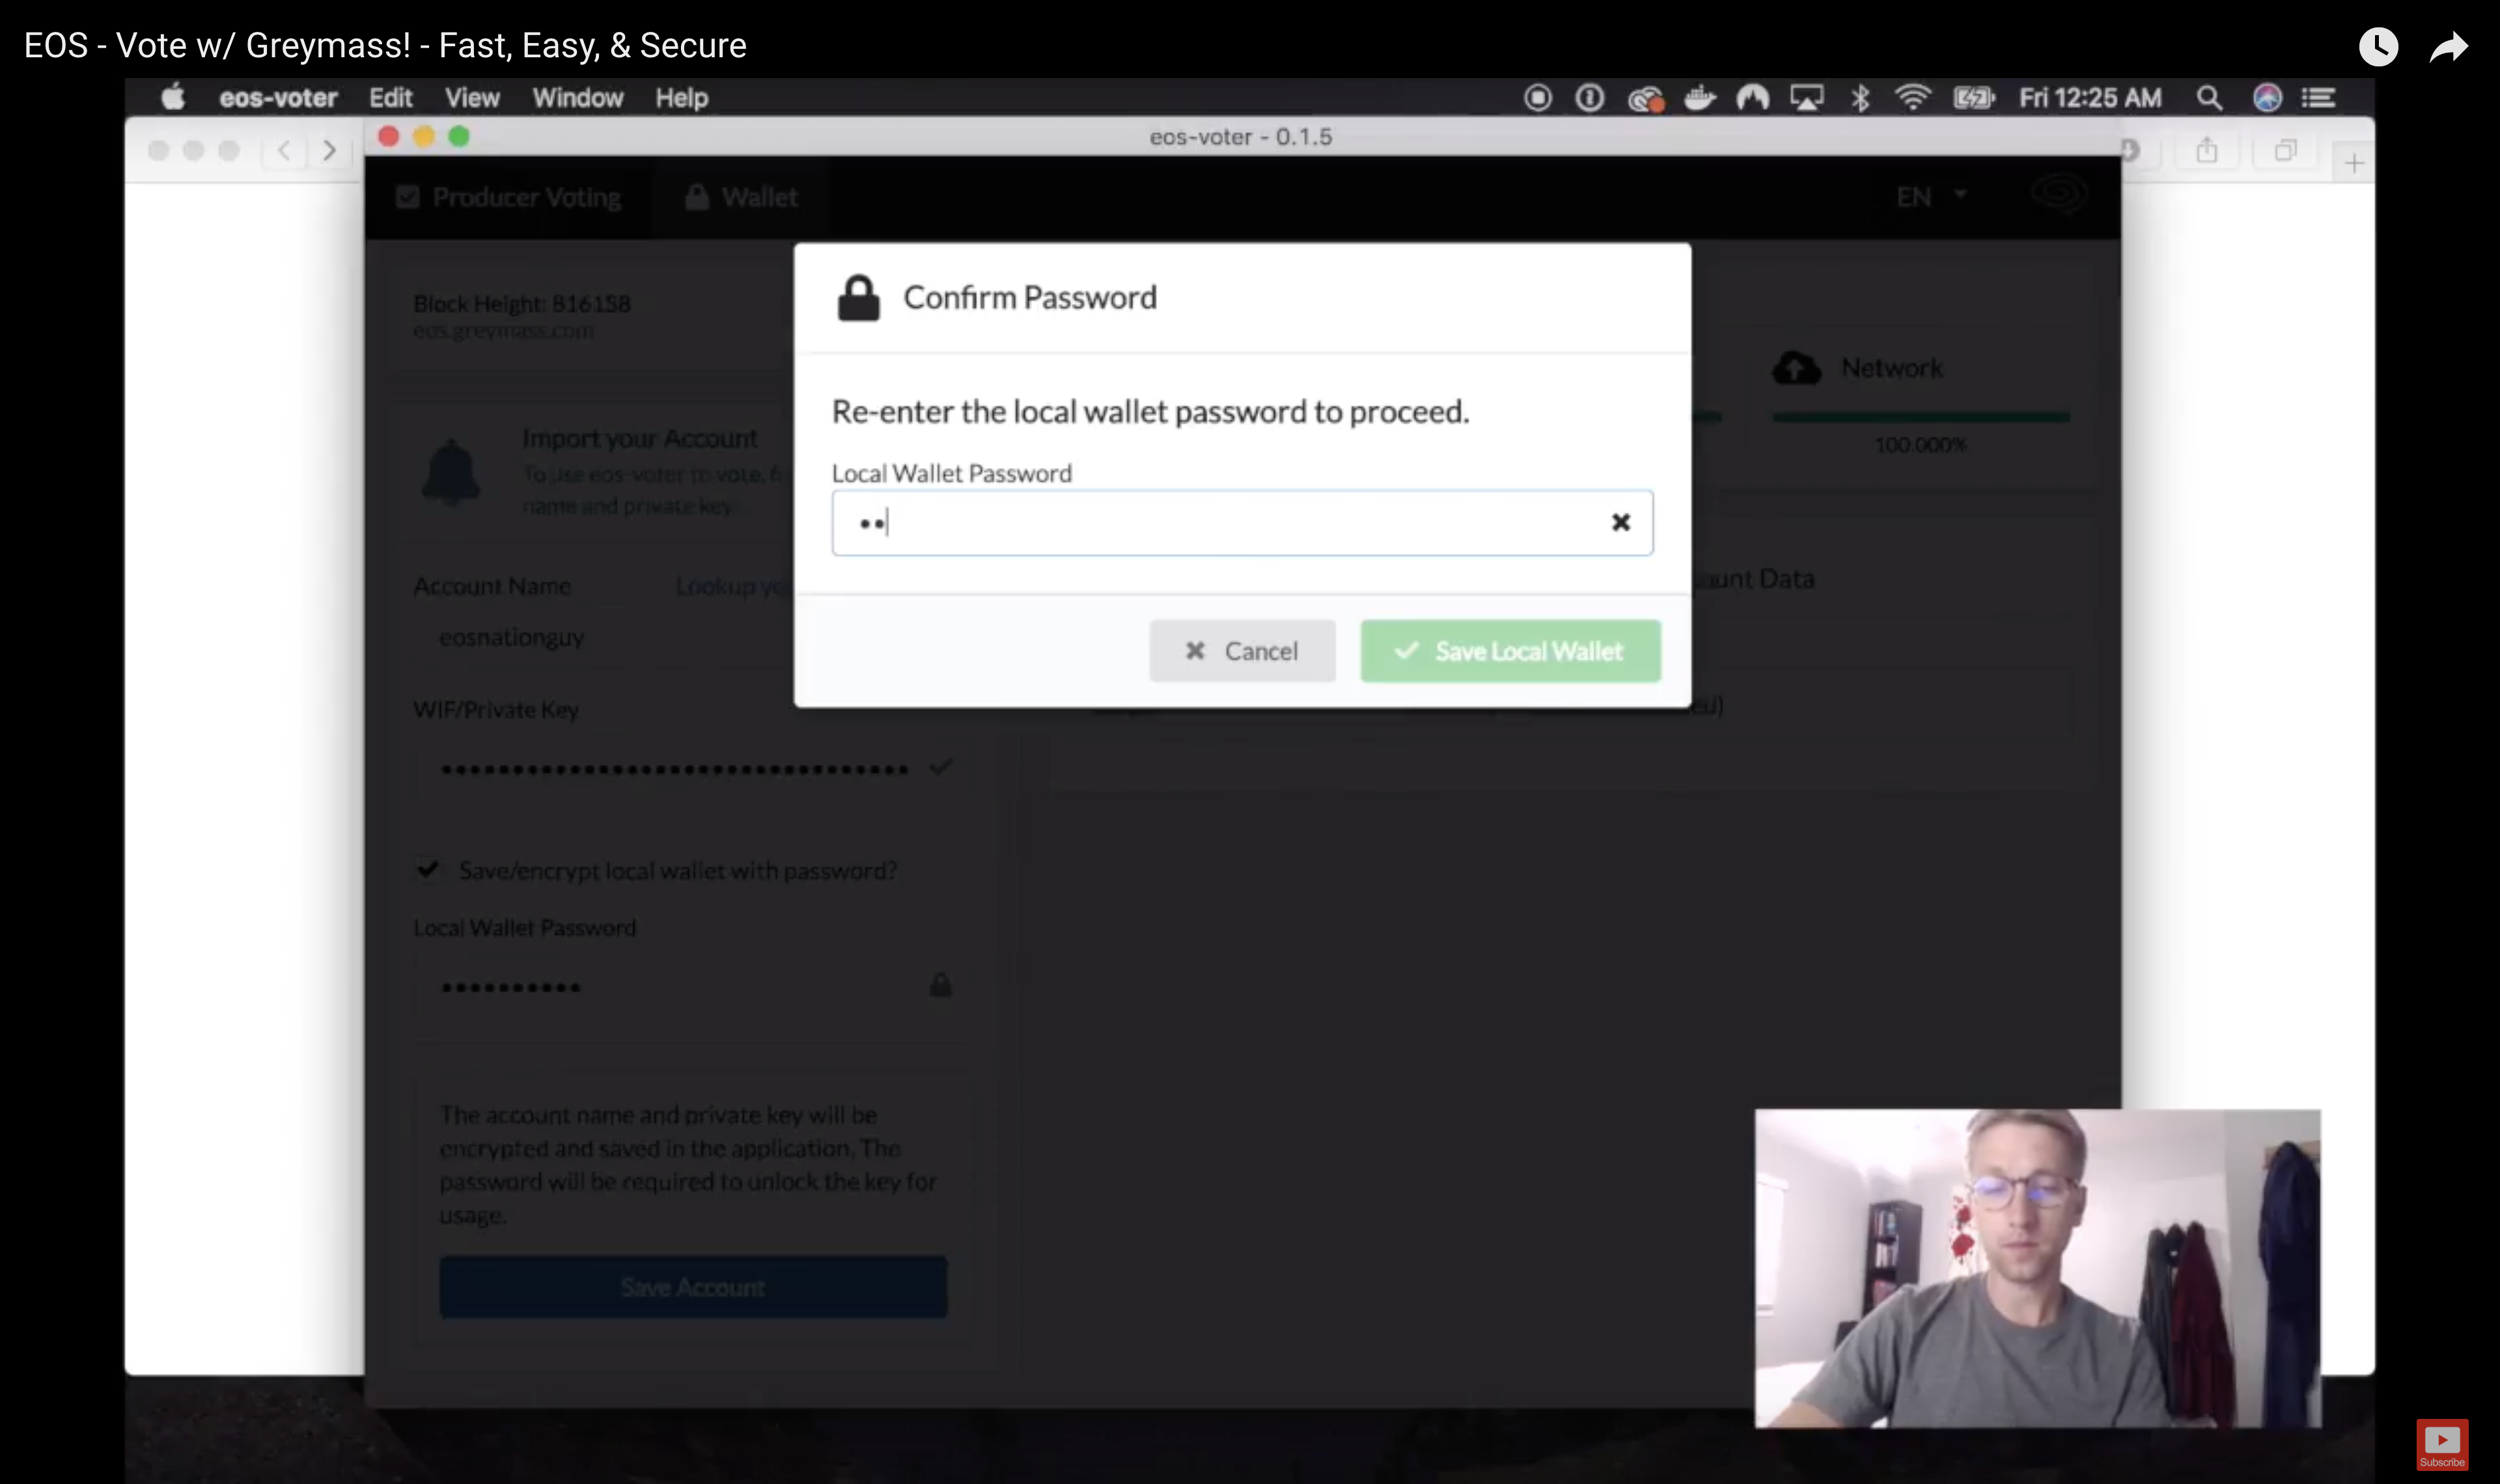 EOS - Vote w/ Greymass! - Fast, Easy, & Secure
eos-voter Edit View Window Help Fri 12:25 AM
eos-voter - 0.1.5
Producer Voting Wallet EN
Block Height: 816158
eos.greymass.com
Confirm Password
Re-enter the local wallet password to proceed.
Local Wallet Password
Cancel Save Local Wallet
Network
100.000%
Import your Account
To use eos-voter to vote,
name and private key
Account Name Lookup
eosnationguy
Data
WIF/Private Key
Save/encrypt local wallet with password?
Local Wallet Password
The account name and private key will be
encrypted and saved in the application. The
password will be required to unlock the key for
usage.
Save Account
Subscribe